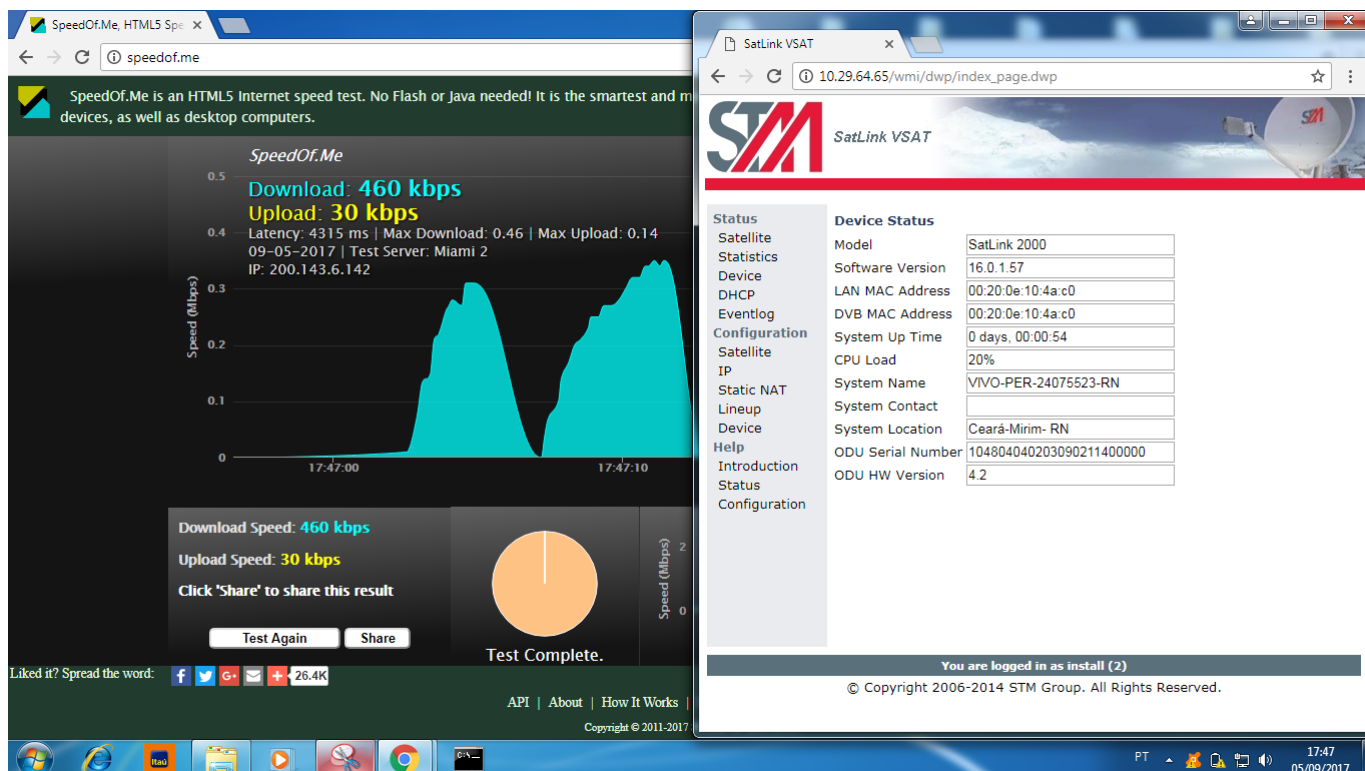 SpeedOf.Me, HTML5 Spe
speedof.me
SpeedOf.Me is an HTML5 Internet speed test. No Flash or Java needed! It is the smartest and m
devices, as well as desktop computers.
SpeedOf.Me
Download: 460 kbps
Upload: 30 kbps
Latency: 4315 ms | Max Download: 0.46 | Max Upload: 0.14
09-05-2017 | Test Server: Miami 2
IP: 200.143.6.142
Speed (Mbps)
0.5
0.4
0.3
0.2
0.1
0
17:47:00 17:47:10
Download Speed: 460 kbps
Upload Speed: 30 kbps
Click 'Share' to share this result
Test Again Share
Test Complete.
Speed (Mbps)
2
0
Liked it? Spread the word: 26.4K
API | About | How It Works |
Copyright © 2011-2017
SatLink VSAT
10.29.64.65/wmi/dwp/index_page.dwp
STM
SatLink VSAT
STM
Status
Satellite
Statistics
Device
DHCP
Eventlog
Configuration
Satellite
IP
Static NAT
Lineup
Device
Help
Introduction
Status
Configuration
Device Status
Model SatLink 2000
Software Version 16.0.1.57
LAN MAC Address 00:20:0e:10:4a:c0
DVB MAC Address 00:20:0e:10:4a:c0
System Up Time 0 days, 00:00:54
CPU Load 20%
System Name VIVO-PER-24075523-RN
System Contact
System Location Ceará-Mirim- RN
ODU Serial Number 104804040203090211400000
ODU HW Version 4.2
You are logged in as install (2)
© Copyright 2006-2014 STM Group. All Rights Reserved.
Itaú
C:\
PT
17:47
05/09/2017